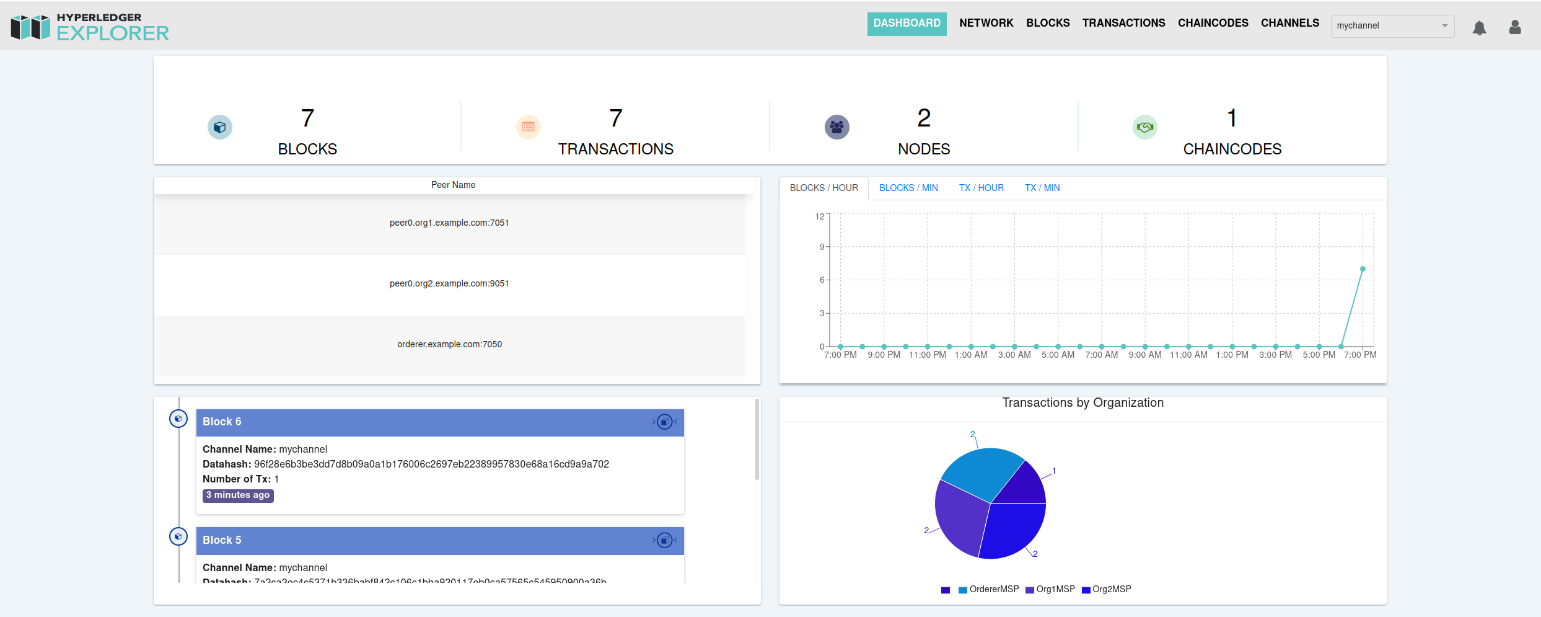 HYPERLEDGER
EXPLORER
DASHBOARD NETWORK BLOCKS TRANSACTIONS CHAINCODES CHANNELS mychannel
7 7 2 1
BLOCKS TRANSACTIONS NODES CHAINCODES
Peer Name
peer0.org1.example.com:7051
peer0.org2.example.com:9051
orderer.example.com:7050
BLOCKS / HOUR BLOCKS / MIN TX / HOUR TX / MIN
12
9
6
3
0
7:00 PM 9:00 PM 11:00 PM 1:00 AM 3:00 AM 5:00 AM 7:00 AM 9:00 AM 11:00 AM 1:00 PM 3:00 PM 5:00 PM 7:00 PM
Block 6
Channel Name: mychannel
Datahash: 96f28e6b3be3dd7d8b09a0a1b176006c2697eb22389957830e68a16cd9a9a702
Number of Tx: 1
3 minutes ago
Block 5
Channel Name: mychannel
Datahash:
Transactions by Organization
2
1
2
2
OrdererMSP Org1MSP Org2MSP